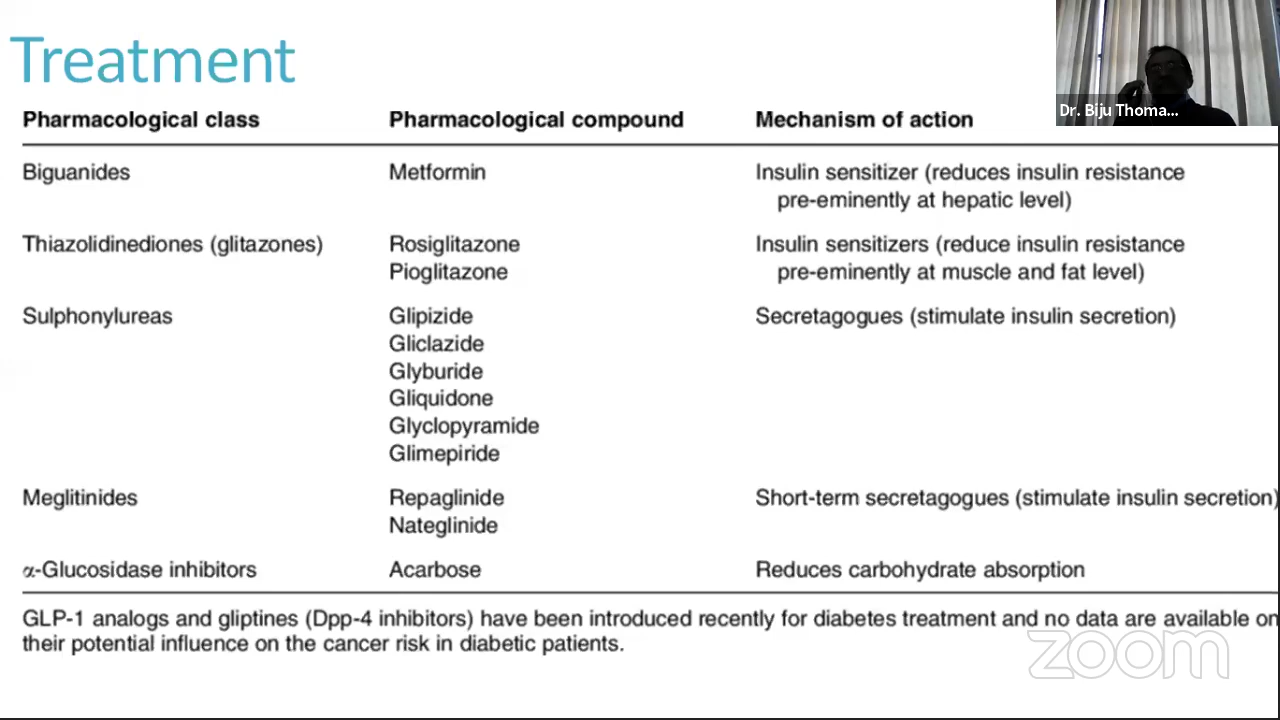 Treatment
Dr. Biju Thoma...
Pharmacological class Pharmacological compound Mechanism of action
Biguanides Metformin Insulin sensitizer (reduces insulin resistance
pre-eminently at hepatic level)
Thiazolidinediones (glitazones) Rosiglitazone Insulin sensitizers (reduce insulin resistance
Pioglitazone pre-eminently at muscle and fat level)
Sulphonylureas Glipizide Secretagogues (stimulate insulin secretion)
Gliclazide
Glyburide
Gliquidone
Glyclopyramide
Glimepiride
Meglitinides Repaglinide Short-term secretagogues (stimulate insulin secretion)
Nateglinide
α-Glucosidase inhibitors Acarbose Reduces carbohydrate absorption
GLP-1 analogs and gliptines (Dpp-4 inhibitors) have been introduced recently for diabetes treatment and no data are available on
their potential influence on the cancer risk in diabetic patients.
zoom